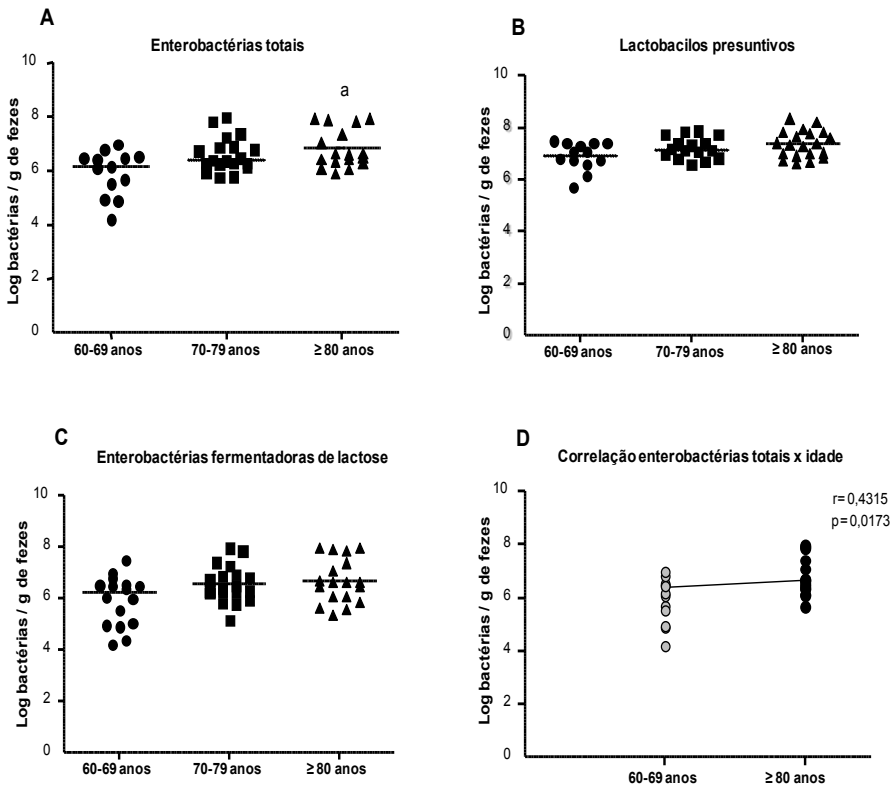 A
Enterobactérias totais
Log bactérias / g de fezes
10
8
6
4
2
0
a
60-69 anos
70-79 anos
≥ 80 anos
B
Lactobacilos presuntivos
Log bactérias / g de fezes
10
8
6
4
2
0
60-69 anos
70-79 anos
≥ 80 anos
C
Enterobactérias fermentadoras de lactose
Log bactérias / g de fezes
10
8
6
4
2
0
60-69 anos
70-79 anos
≥ 80 anos
D
Correlação enterobactérias totais x idade
Log bactérias / g de fezes
10
8
6
4
2
0
r= 0,4315
p=0,0173
60-69 anos
≥ 80 anos